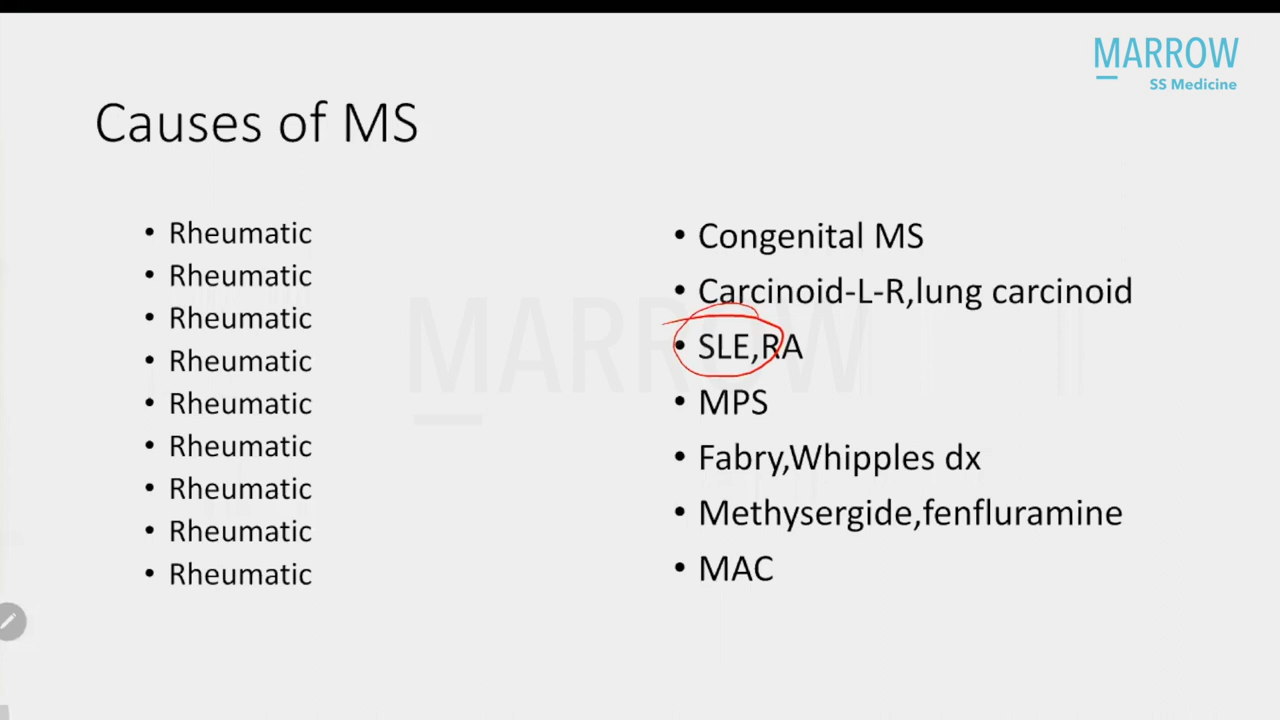 MARROW
SS Medicine
Causes of MS
• Rheumatic
• Rheumatic
• Rheumatic
• Rheumatic
• Rheumatic
• Rheumatic
• Rheumatic
• Rheumatic
• Rheumatic
• Congenital MS
• Carcinoid-L-R,lung carcinoid
• SLE,RA
• MPS
• Fabry,Whipples dx
• Methysergide,fenfluramine
• MAC
MARROW